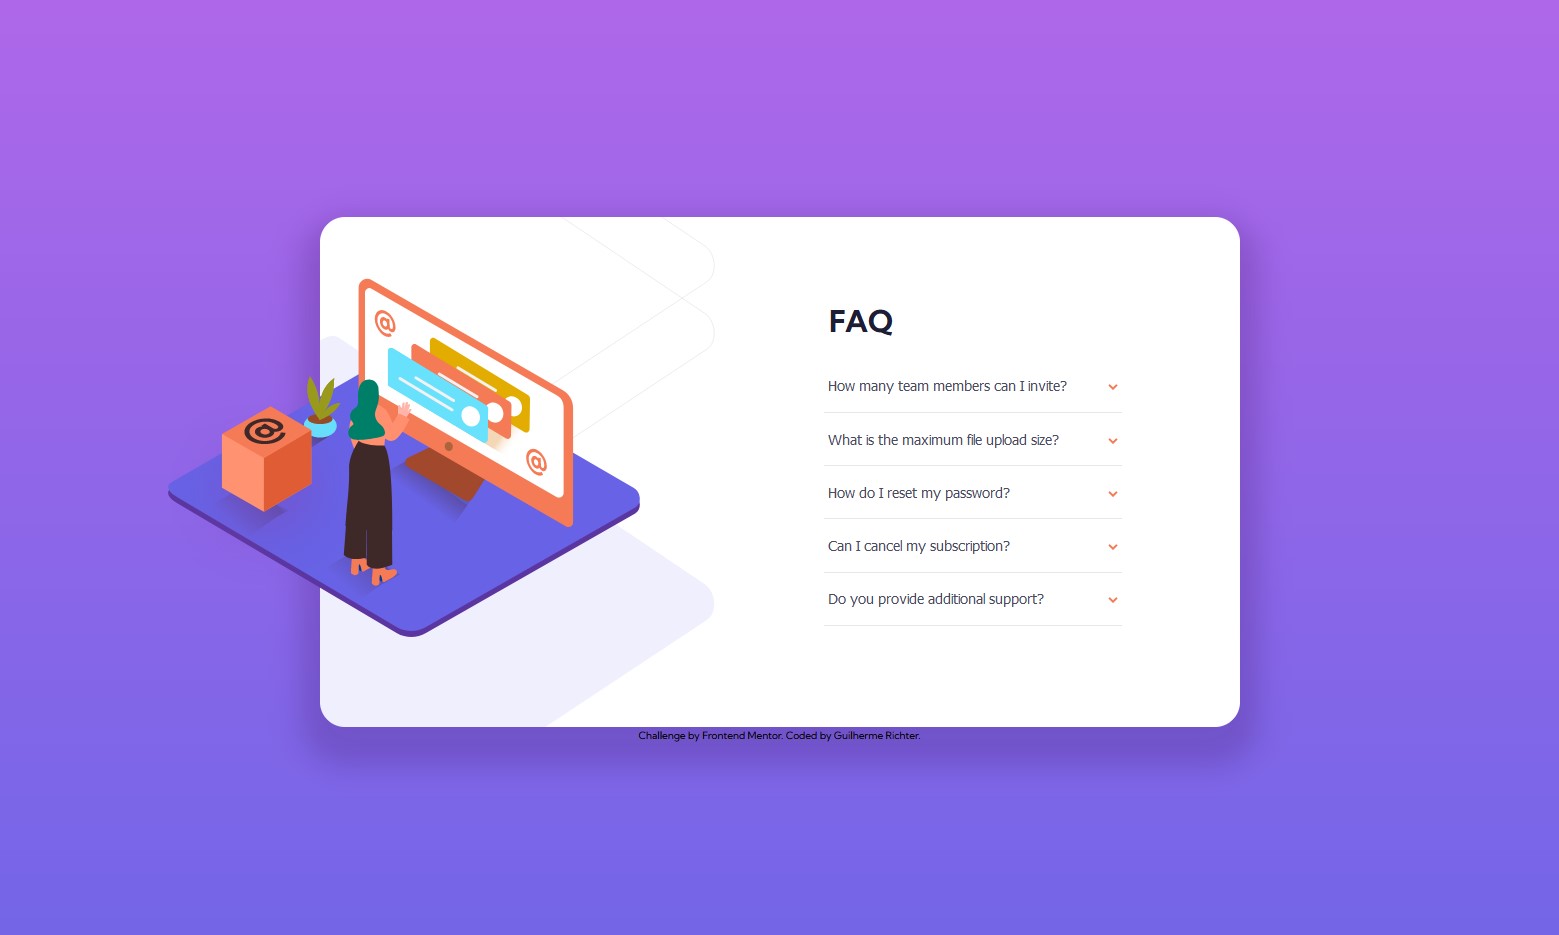 FAQ
How many team members can I invite?
What is the maximum file upload size?
How do I reset my password?
Can I cancel my subscription?
Do you provide additional support?
Challenge by Frontend Mentor. Coded by Guilherme Richter.
@
@
@